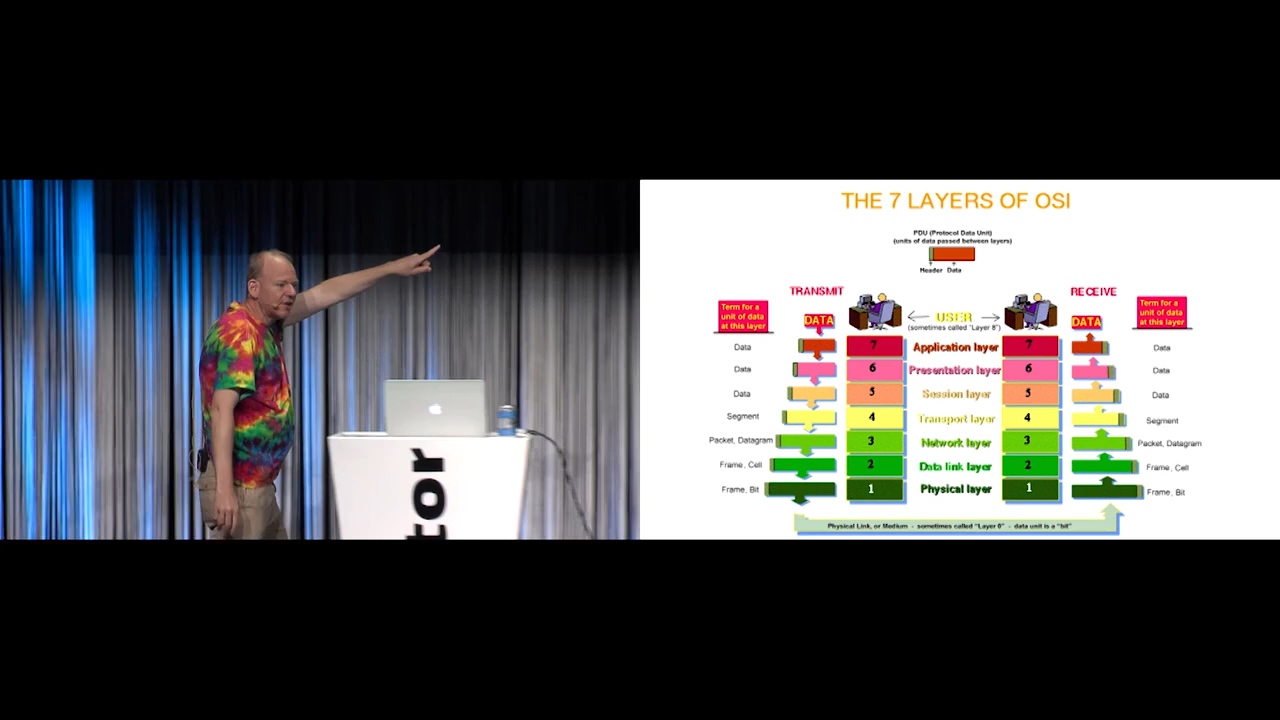 tor
THE 7 LAYERS OF OSI
PDU (Protocol Data Unit)
(units of data passed between layers)
Header Data
TRANSMIT
RECEIVE
Term for a
unit of data
at this layer
DATA
USER
(sometimes called "Layer 8")
DATA
Term for a
unit of data
at this layer
Data 7 Application layer 7 Data
Data 6 Presentation layer 6 Data
Data 5 Session layer 5 Data
Segment 4 Transport layer 4 Segment
Packet, Datagram 3 Network layer 3 Packet, Datagram
Frame, Cell 2 Data link layer 2 Frame, Cell
Frame, Bit 1 Physical layer 1 Frame, Bit
Physical Link, or Medium - sometimes called "Layer 0" - data unit is a "bit"